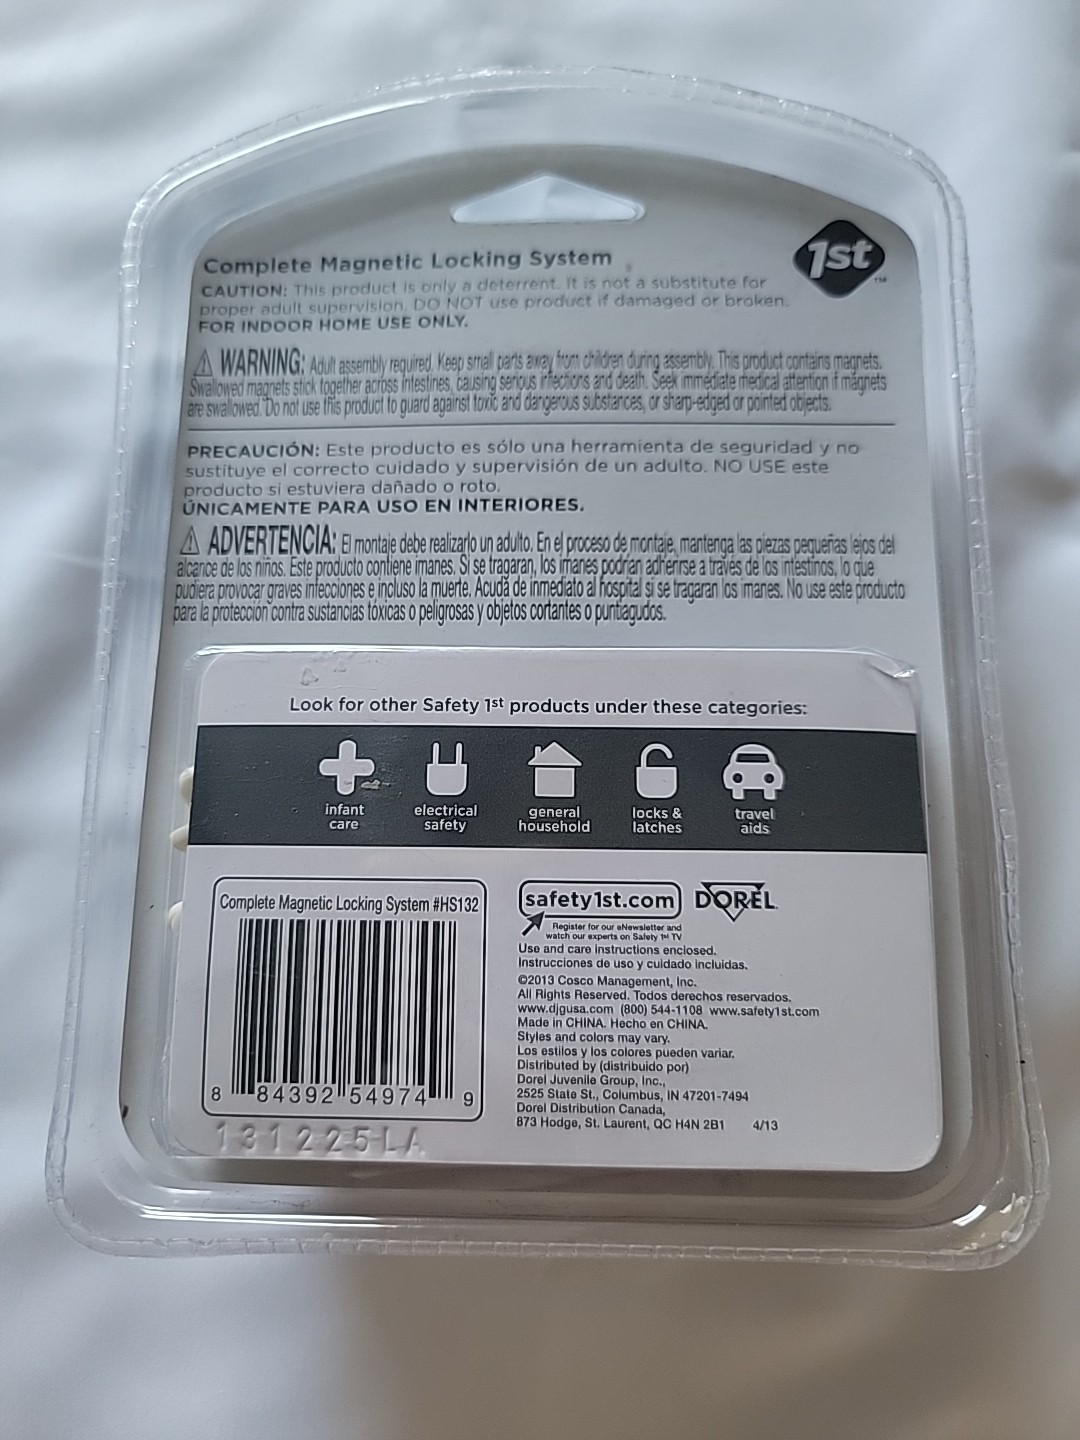 1st
™
Complete Magnetic Locking System
CAUTION: This product is only a deterrent. It is not a substitute for
proper adult supervision. DO NOT use product if damaged or broken.
FOR INDOOR HOME USE ONLY.
⚠ WARNING: Adult assembly required. Keep small parts away from children during assembly. This product contains magnets.
Swallowed magnets stick together across intestines, causing serious infections and death. Seek immediate medical attention if magnets
are swallowed. Do not use this product to guard against toxic and dangerous substances, or sharp-edged or pointed objects.
PRECAUCIÓN: Este producto es sólo una herramienta de seguridad y no
sustituye el correcto cuidado y supervisión de un adulto. NO USE este
producto si estuviera dañado o roto.
ÚNICAMENTE PARA USO EN INTERIORES.
⚠ ADVERTENCIA: El montaje debe realizarlo un adulto. En el proceso de montaje, mantenga las piezas pequeñas lejos del
alcance de los niños. Este producto contiene imanes. Si se tragaran, los imanes podrían adherirse a través de los intestinos, lo que
pudiera provocar graves infecciones e incluso la muerte. Acuda de inmediato al hospital si se tragaran los imanes. No use este producto
para la protección contra sustancias tóxicas o peligrosas y objetos cortantes o puntiagudos.
Look for other Safety 1st products under these categories:
infant
care
electrical
safety
general
household
locks &
latches
travel
aids
Complete Magnetic Locking System #HS132
8 84392 54974 9
131225LA
safety1st.com
DOREL
Register for our eNewsletter and
watch our experts on Safety 1st TV
Use and care instructions enclosed.
Instrucciones de uso y cuidado incluidas.
©2013 Cosco Management, Inc.
All Rights Reserved. Todos derechos reservados.
www.djgusa.com (800) 544-1108 www.safety1st.com
Made in CHINA. Hecho en CHINA.
Styles and colors may vary.
Los estilos y los colores pueden variar.
Distributed by (distribuido por)
Dorel Juvenile Group, Inc.,
2525 State St., Columbus, IN 47201-7494
Dorel Distribution Canada,
873 Hodge, St. Laurent, QC H4N 2B1 4/13